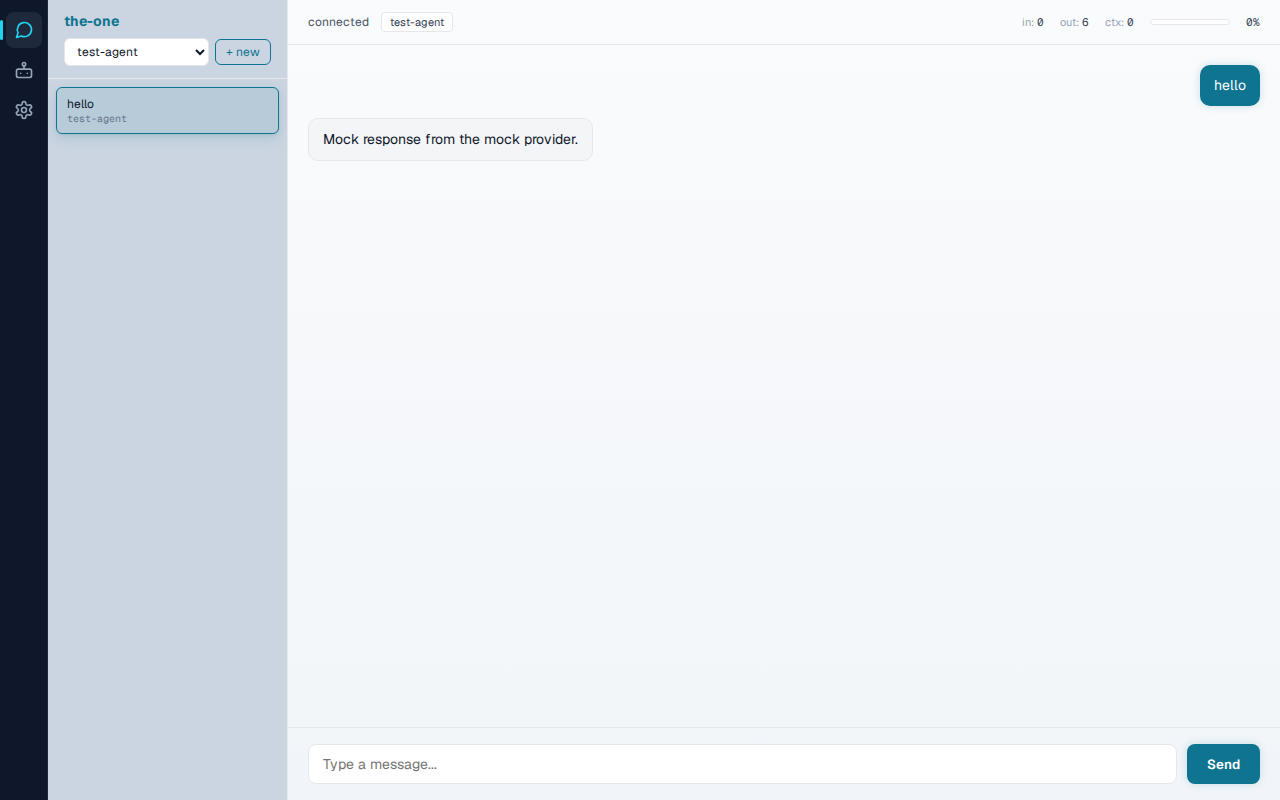 the-one
test-agent
+ new
hello
test-agent
connected
test-agent
in: 0
out: 6
ctx: 0
0%
hello
Mock response from the mock provider.
Type a message...
Send